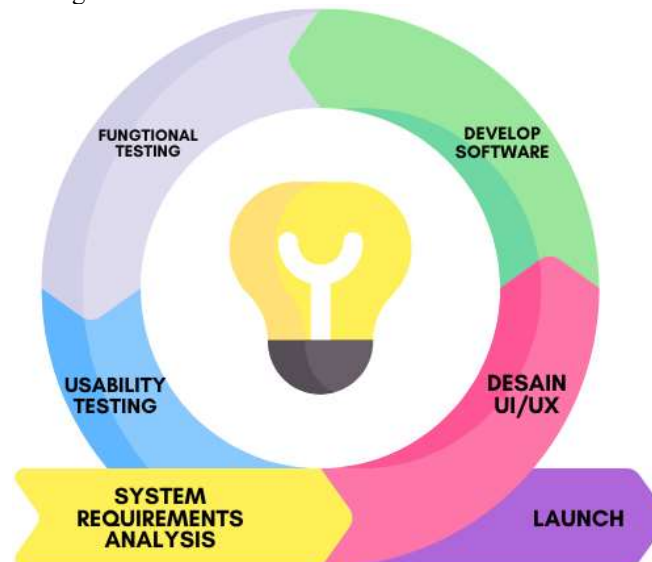 FUNGTIONAL
TESTING
DEVELOP
SOFTWARE
USABILITY
TESTING
DESAIN
UI/UX
SYSTEM
REQUIREMENTS
ANALYSIS
LAUNCH